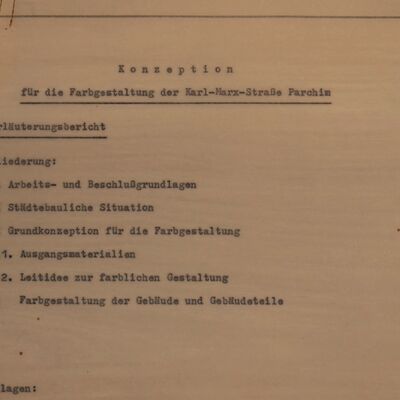 Konzeption
für die Farbgestaltung der Karl-Marx-Straße Parchim
rläuterungsbericht
liederung:
Arbeits- und Beschlußgrundlagen
Städtebauliche Situation
Grundkonzeption für die Farbgestaltung
1. Ausgangsmaterialien
2. Leitidee zur farblichen Gestaltung
Farbgestaltung der Gebäude und Gebäudeteile
lagen: